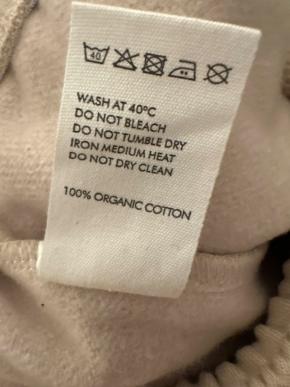 40
WASH AT 40°C
DO NOT BLEACH
DO NOT TUMBLE DRY
IRON MEDIUM HEAT
DO NOT DRY CLEAN
100% ORGANIC COTTON